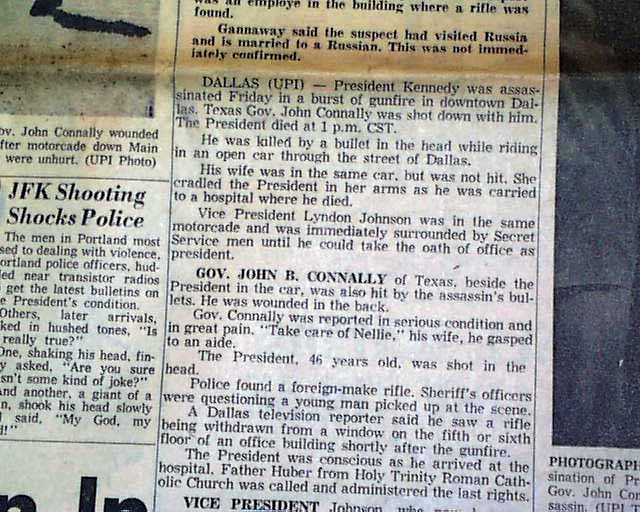 was an employe in the building where a rifle was
found.
Gannaway said the suspect had visited Russia
and is married to a Russian. This was not immed-
iately confirmed.
DALLAS (UPI) — President Kennedy was assas-
sinated Friday in a burst of gunfire in downtown Dal-
las. Texas Gov. John Connally was shot down with him.
The President died at 1 p.m. CST.
He was killed by a bullet in the head while riding
in an open car through the street of Dallas.
His wife was in the same car, but was not hit. She
cradled the President in her arms as he was carried
to a hospital where he died.
Vice President Lyndon Johnson was in the same
motorcade and was immediately surrounded by Secret
Service men until he could take the oath of office as
president.
GOV. JOHN B. CONNALLY of Texas, beside the
President in the car, was also hit by the assassin's bul-
lets. He was wounded in the back.
Gov. Connally was reported in serious condition and
in great pain. "Take care of Nellie," his wife, he gasped
to an aide.
The President, 46 years old, was shot in the
head.
Police found a foreign-make rifle. Sheriff's officers
were questioning a young man picked up at the scene.
A Dallas television reporter said he saw a rifle
being withdrawn from a window on the fifth or sixth
floor of an office building shortly after the gunfire.
The President was conscious as he arrived at the
hospital. Father Huber from Holy Trinity Roman Cath-
olic Church was called and administered the last rights.
VICE PRESIDENT Johnson, who
ov. John Connally wounded
fter motorcade down Main
were unhurt. (UPI Photo)
JFK Shooting
Shocks Police
The men in Portland most
sed to dealing with violence,
ortland police officers, hud-
led near transistor radios
get the latest bulletins on
e President's condition.
Others, later arrivals,
ked in hushed tones, "Is
really true?"
One, shaking his head, fin-
y asked, "Are you sure
sn't some kind of joke?"
And another, a giant of a
n, shook his head slowly
said, "My God, my
d!"
n In
PHOTOGRAPH
sination of Pr
Gov. John Con
sassin. (UPI